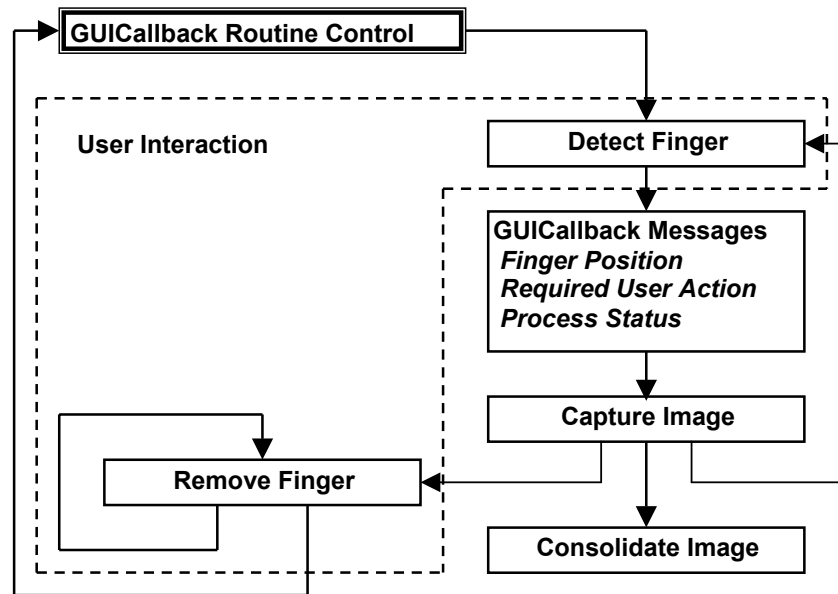 GUICallback Routine Control
User Interaction
Detect Finger
GUICallback Messages
Finger Position
Required User Action
Process Status
Capture Image
Remove Finger
Consolidate Image